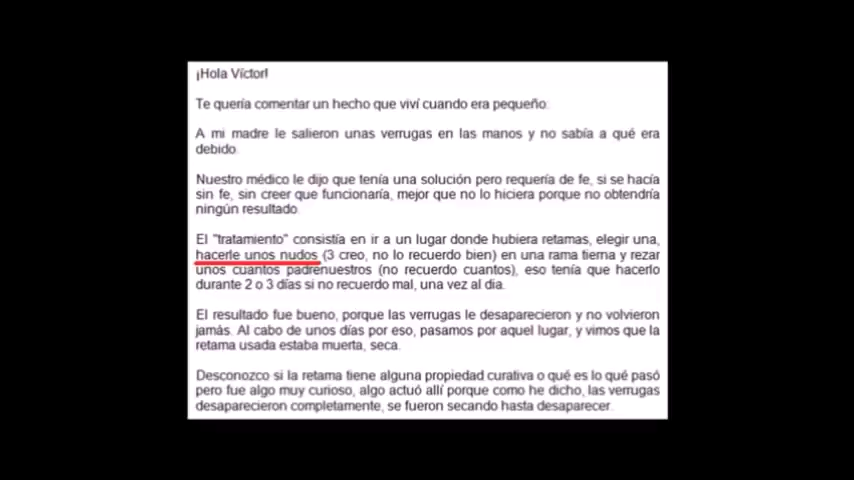 ¡Hola Víctor!
Te quería comentar un hecho que viví cuando era pequeño:
A mi madre le salieron unas verrugas en las manos y no sabía a qué era
debido.
Nuestro médico le dijo que tenía una solución pero requería de fe, si se hacía
sin fe, sin creer que funcionaría, mejor que no lo hiciera porque no obtendría
ningún resultado.
El "tratamiento" consistía en ir a un lugar donde hubiera retamas, elegir una,
hacerle unos nudos (3 creo, no lo recuerdo bien) en una rama tierna y rezar
unos cuantos padrenuestros (no recuerdo cuantos), eso tenía que hacerlo
durante 2 o 3 días si no recuerdo mal, una vez al dia.
El resultado fue bueno, porque las verrugas le desaparecieron y no volvieron
jamás. Al cabo de unos días por eso, pasamos por aquel lugar, y vimos que la
retama usada estaba muerta, seca.
Desconozco si la retama tiene alguna propiedad curativa o qué es lo qué pasó
pero fue algo muy curioso, algo actuó allí porque como he dicho, las verrugas
desaparecieron completamente, se fueron secando hasta desaparecer.